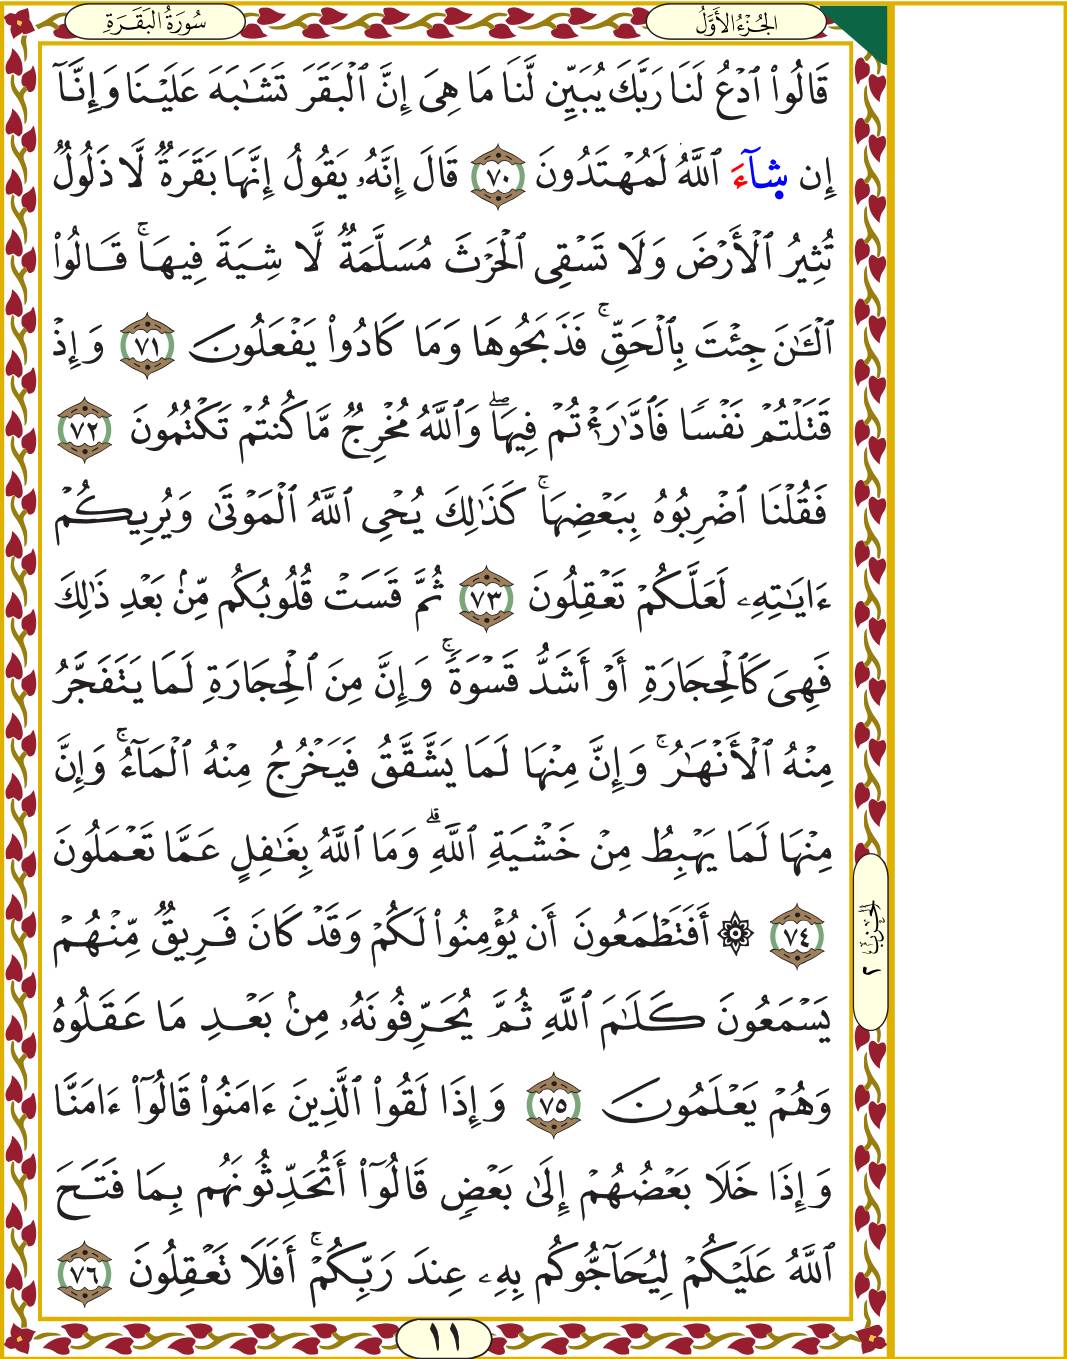 الجُزْءُ الأَوَّلُ
سُورَةُ البَقَرَةِ
قَالُوا۟ ٱدْعُ لَنَا رَبَّكَ يُبَيِّن لَّنَا مَا هِىَ إِنَّ ٱلْبَقَرَ تَشَـٰبَهَ عَلَيْنَا وَإِنَّآ
إِن شَآءَ ٱللَّهُ لَمُهْتَدُونَ ٧٠ قَالَ إِنَّهُۥ يَقُولُ إِنَّهَا بَقَرَةٌ لَّا ذَلُولٌ
تُثِيرُ ٱلْأَرْضَ وَلَا تَسْقِى ٱلْحَرْثَ مُسَلَّمَةٌ لَّا شِيَةَ فِيهَا ۚ قَالُوا۟
ٱلْـَٔـٰنَ جِئْتَ بِٱلْحَقِّ ۚ فَذَبَحُوهَا وَمَا كَادُوا۟ يَفْعَلُونَ ٧١ وَإِذْ
قَتَلْتُمْ نَفْسًا فَٱدَّٰرَْٰٔتُمْ فِيهَا ۖ وَٱللَّهُ مُخْرِجٌ مَّا كُنتُمْ تَكْتُمُونَ ٧٢
فَقُلْنَا ٱضْرِبُوهُ بِبَعْضِهَا ۚ كَذَٰلِكَ يُحْىِ ٱللَّهُ ٱلْمَوْتَىٰ وَيُرِيكُمْ
ءَايَـٰتِهِۦ لَعَلَّكُمْ تَعْقِلُونَ ٧٣ ثُمَّ قَسَتْ قُلُوبُكُم مِّنۢ بَعْدِ ذَٰلِكَ
فَهِىَ كَٱلْحِجَارَةِ أَوْ أَشَدُّ قَسْوَةً ۚ وَإِنَّ مِنَ ٱلْحِجَارَةِ لَمَا يَتَفَجَّرُ
مِنْهُ ٱلْأَنْهَـٰرُ ۚ وَإِنَّ مِنْهَا لَمَا يَشَّقَّقُ فَيَخْرُجُ مِنْهُ ٱلْمَآءُ ۚ وَإِنَّ
مِنْهَا لَمَا يَهْبِطُ مِنْ خَشْيَةِ ٱللَّهِ ۗ وَمَا ٱللَّهُ بِغَـٰفِلٍ عَمَّا تَعْمَلُونَ
٧٤ ۞ أَفَتَطْمَعُونَ أَن يُؤْمِنُوا۟ لَكُمْ وَقَدْ كَانَ فَرِيقٌ مِّنْهُمْ
يَسْمَعُونَ كَلَـٰمَ ٱللَّهِ ثُمَّ يُحَرِّفُونَهُۥ مِنۢ بَعْدِ مَا عَقَلُوهُ
وَهُمْ يَعْلَمُونَ ٧٥ وَإِذَا لَقُوا۟ ٱلَّذِينَ ءَامَنُوا۟ قَالُوٓا۟ ءَامَنَّا
وَإِذَا خَلَا بَعْضُهُمْ إِلَىٰ بَعْضٍ قَالُوٓا۟ أَتُحَدِّثُونَهُم بِمَا فَتَحَ
ٱللَّهُ عَلَيْكُمْ لِيُحَآجُّوكُم بِهِۦ عِندَ رَبِّكُمْ ۚ أَفَلَا تَعْقِلُونَ ٧٦
الحِزْبُ ٢
١١